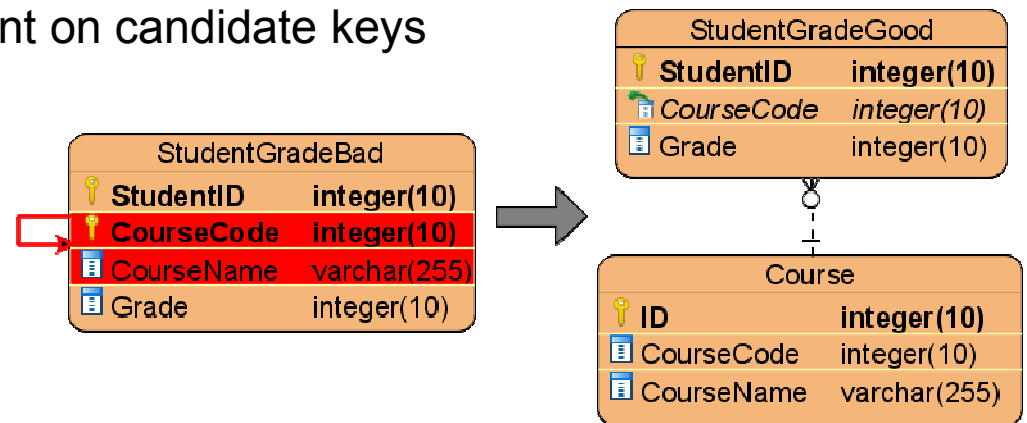 nt on candidate keys
StudentGradeBad
StudentID integer(10)
CourseCode integer(10)
CourseName varchar(255)
Grade integer(10)
StudentGradeGood
StudentID integer(10)
CourseCode integer(10)
Grade integer(10)
Course
ID integer(10)
CourseCode integer(10)
CourseName varchar(255)